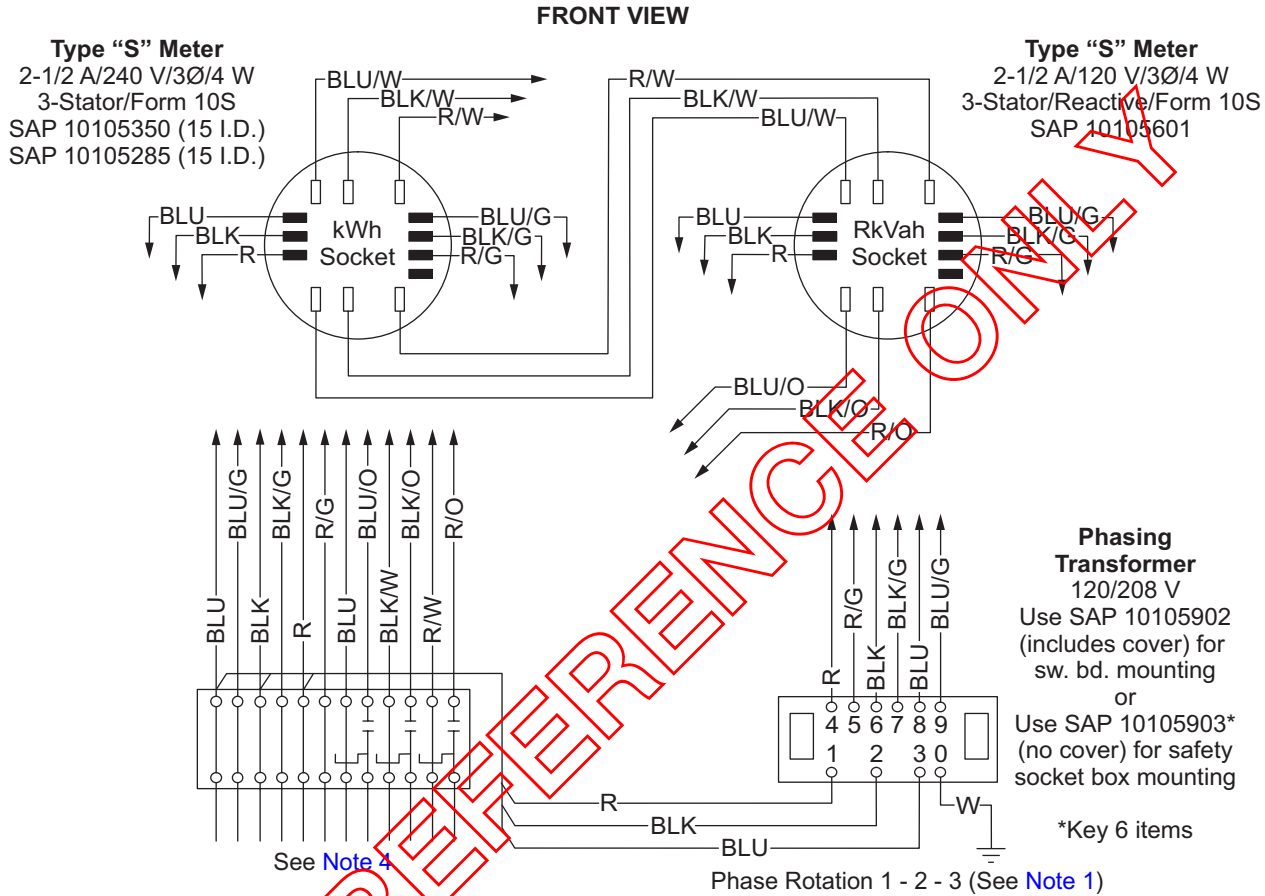 FRONT VIEW
Type “S” Meter
2-1/2 A/240 V/3Ø/4 W
3-Stator/Form 10S
SAP 10105350 (15 I.D.)
SAP 10105285 (15 I.D.)
Type “S” Meter
2-1/2 A/120 V/3Ø/4 W
3-Stator/Reactive/Form 10S
SAP 10105601
BLU/W
BLK/W
R/W
R/W
BLK/W
BLU/W
BLU
BLK
R
kWh
Socket
BLU/G
BLK/G
R/G
BLU
BLK
R
RkVah
Socket
BLU/G
BLK/G
R/G
BLU/O
BLK/O
R/O
BLU
BLU/G
BLK
BLK/G
R
R/G
BLU
BLU/O
BLK/W
BLK/O
R/W
R/O
R
R/G
BLK
BLK/G
BLU
BLU/G
4 5 6 7 8 9
1 2 3 0
Phasing
Transformer
120/208 V
Use SAP 10105902
(includes cover) for
sw. bd. mounting
or
Use SAP 10105903*
(no cover) for safety
socket box mounting
*Key 6 items
R
BLK
BLU
W
See Note 4
Phase Rotation 1 - 2 - 3 (See Note 1)
REFERENCE ONLY